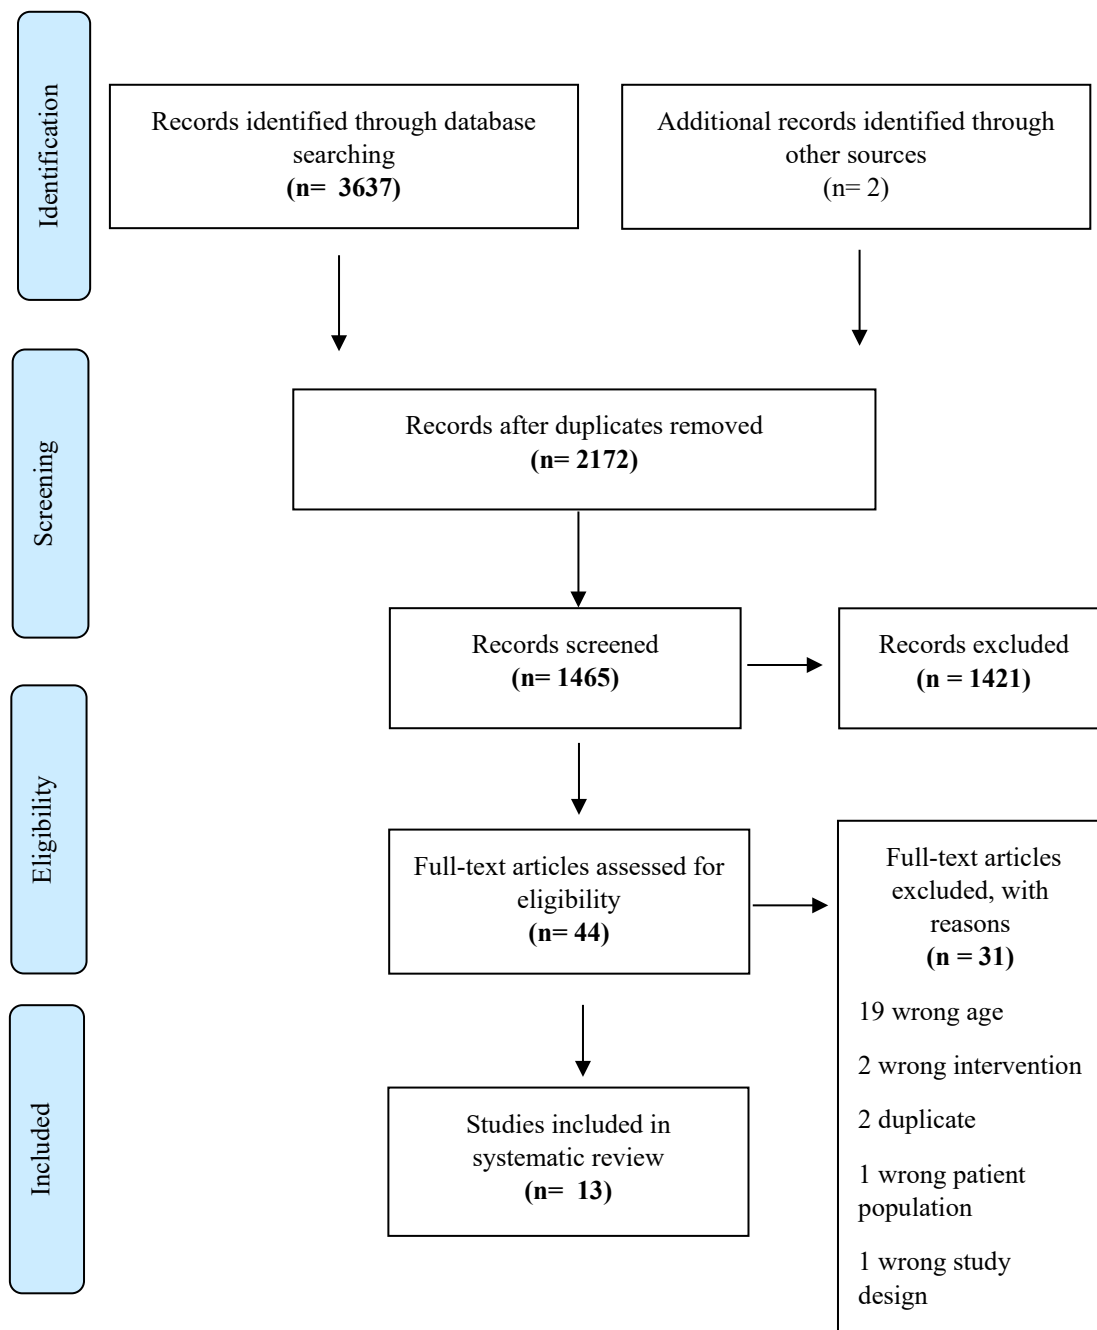 Identification
Records identified through database
searching
(n=  3637)
Additional records identified through
other sources
(n= 2)
Screening
Records after duplicates removed
(n= 2172)
Records screened
(n= 1465)
Records excluded
(n = 1421)
Eligibility
Full-text articles assessed for
eligibility
(n= 44)
Full-text articles
excluded, with
reasons
(n = 31)
19 wrong age
2 wrong intervention
2 duplicate
1 wrong patient
population
1 wrong study
design
Included
Studies included in
systematic review
(n=  13)